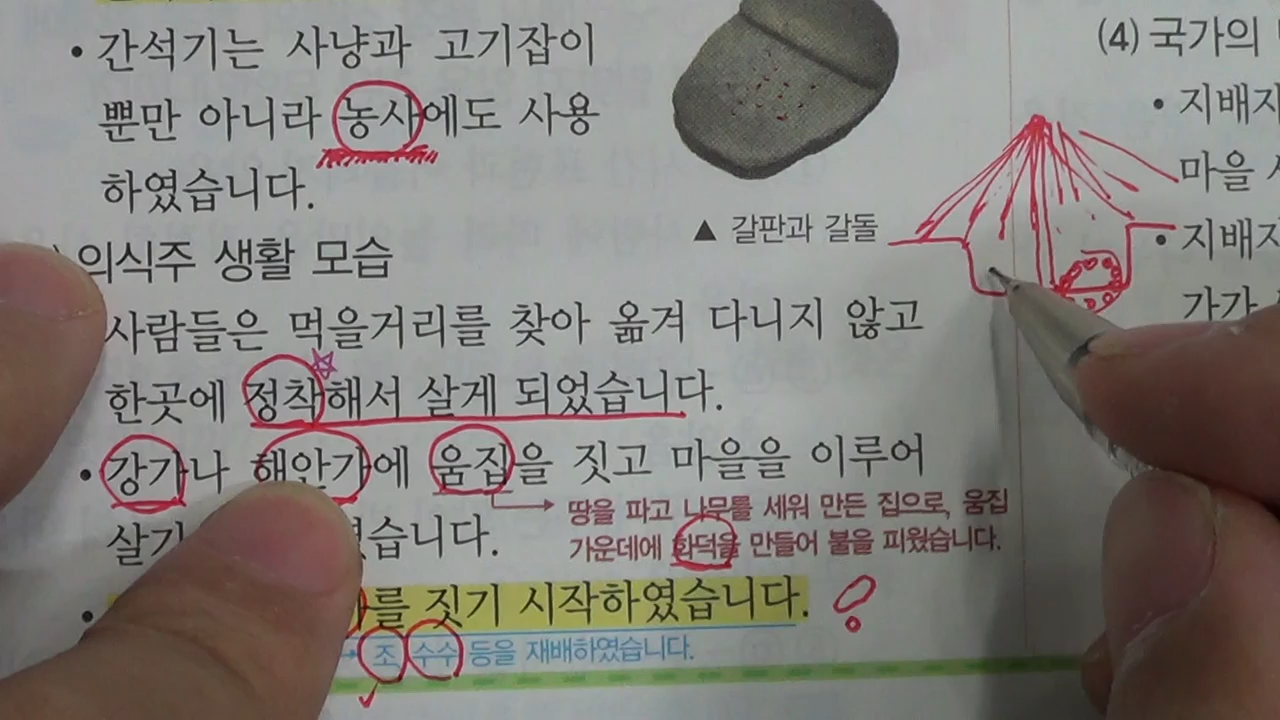 • 간석기는 사냥과 고기잡이
뿐만 아니라 농사에도 사용
하였습니다.
▲ 갈판과 갈돌
) 의식주 생활 모습
사람들은 먹을거리를 찾아 옮겨 다니지 않고
한곳에 정착해서 살게 되었습니다.
• 강가나 해안가에 움집을 짓고 마을을 이루어
살기 습니다.
땅을 파고 나무를 세워 만든 집으로, 움집
가운데에 화덕을 만들어 불을 피웠습니다.
• 를 짓기 시작하였습니다.
조 수수 등을 재배하였습니다.
(4) 국가의
• 지배자
마을
• 지배자
가가